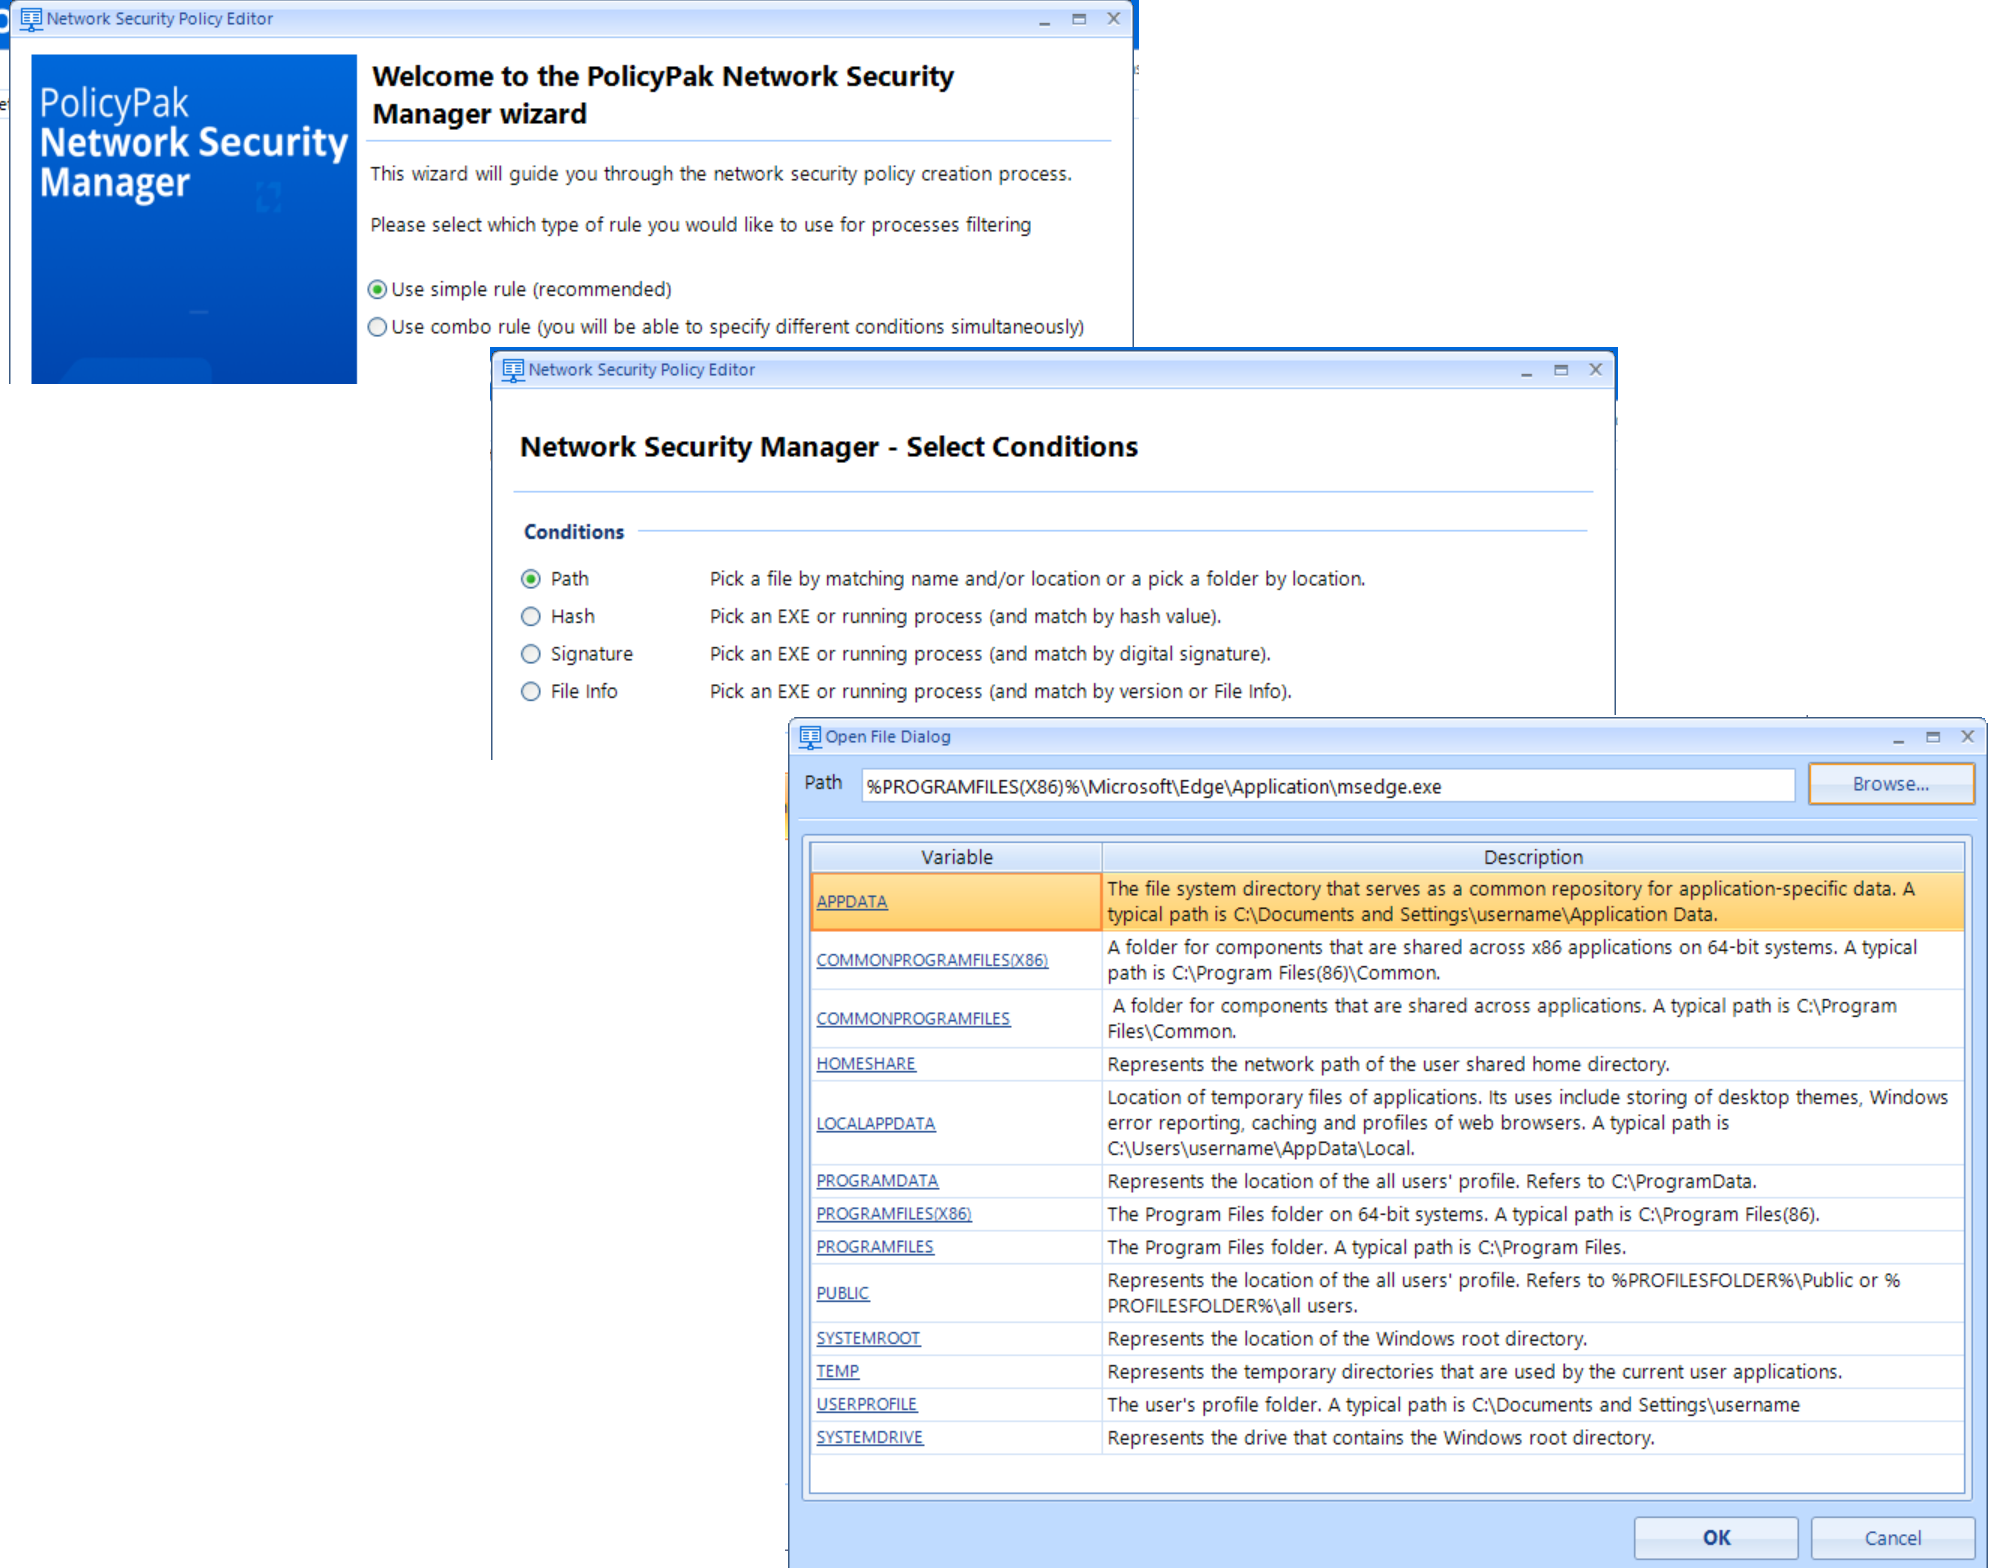 Network Security Policy Editor
PolicyPak
Network Security
Manager
Welcome to the PolicyPak Network Security
Manager wizard
This wizard will guide you through the network security policy creation process.
Please select which type of rule you would like to use for processes filtering
Use simple rule (recommended)
Use combo rule (you will be able to specify different conditions simultaneously)
Network Security Policy Editor
Network Security Manager - Select Conditions
Conditions
Path Pick a file by matching name and/or location or a pick a folder by location.
Hash Pick an EXE or running process (and match by hash value).
Signature Pick an EXE or running process (and match by digital signature).
File Info Pick an EXE or running process (and match by version or File Info).
Open File Dialog
Path %PROGRAMFILES(X86)%\Microsoft\Edge\Application\msedge.exe Browse...
Variable Description
APPDATA The file system directory that serves as a common repository for application-specific data. A
typical path is C:\Documents and Settings\username\Application Data.
COMMONPROGRAMFILES(X86) A folder for components that are shared across x86 applications on 64-bit systems. A typical
path is C:\Program Files(86)\Common.
COMMONPROGRAMFILES A folder for components that are shared across applications. A typical path is C:\Program
Files\Common.
HOMESHARE Represents the network path of the user shared home directory.
LOCALAPPDATA Location of temporary files of applications. Its uses include storing of desktop themes, Windows
error reporting, caching and profiles of web browsers. A typical path is
C:\Users\username\AppData\Local.
PROGRAMDATA Represents the location of the all users' profile. Refers to C:\ProgramData.
PROGRAMFILES(X86) The Program Files folder on 64-bit systems. A typical path is C:\Program Files(86).
PROGRAMFILES The Program Files folder. A typical path is C:\Program Files.
PUBLIC Represents the location of the all users' profile. Refers to %PROFILESFOLDER%\Public or %
PROFILESFOLDER%\all users.
SYSTEMROOT Represents the location of the Windows root directory.
TEMP Represents the temporary directories that are used by the current user applications.
USERPROFILE The user's profile folder. A typical path is C:\Documents and Settings\username
SYSTEMDRIVE Represents the drive that contains the Windows root directory.
OK Cancel